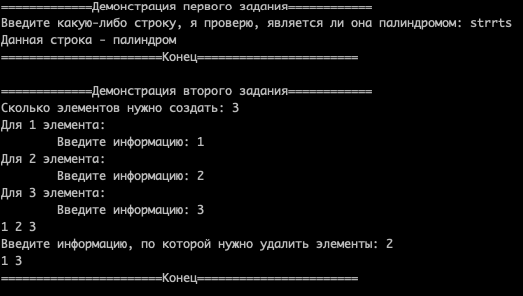 =============Демонстрация первого задания============
Введите какую-либо строку, я проверю, является ли она палиндромом: strrts
Данная строка - палиндром
=======================Конец=======================
=============Демонстрация второго задания============
Сколько элементов нужно создать: 3
Для 1 элемента:
Введите информацию: 1
Для 2 элемента:
Введите информацию: 2
Для 3 элемента:
Введите информацию: 3
1 2 3
Введите информацию, по которой нужно удалить элементы: 2
1 3
=======================Конец=======================